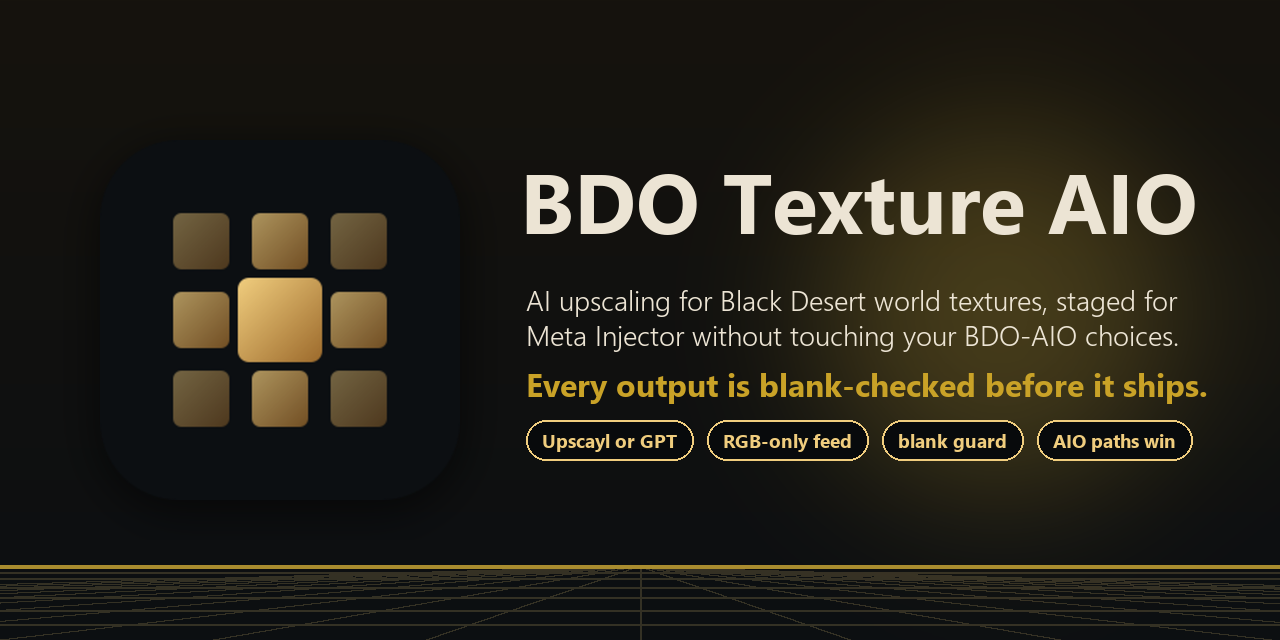 BDO Texture AIO
AI upscaling for Black Desert world textures, staged for
Meta Injector without touching your BDO-AIO choices.
Every output is blank-checked before it ships.
Upscayl or GPT
RGB-only feed
blank guard
AIO paths win